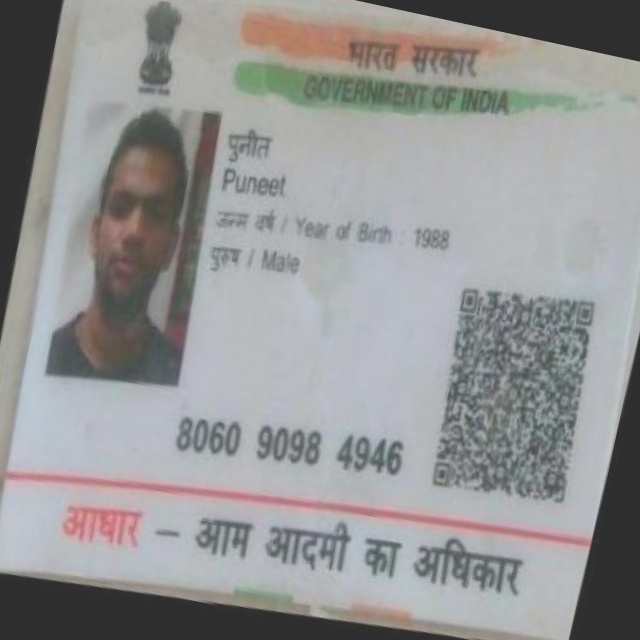 भारत सरकार
GOVERNMENT OF INDIA
पुनीत
Puneet
जन्म वर्ष / Year of Birth : 1988
पुरुष / Male
8060 9098 4946
आधार – आम आदमी का अधिकार